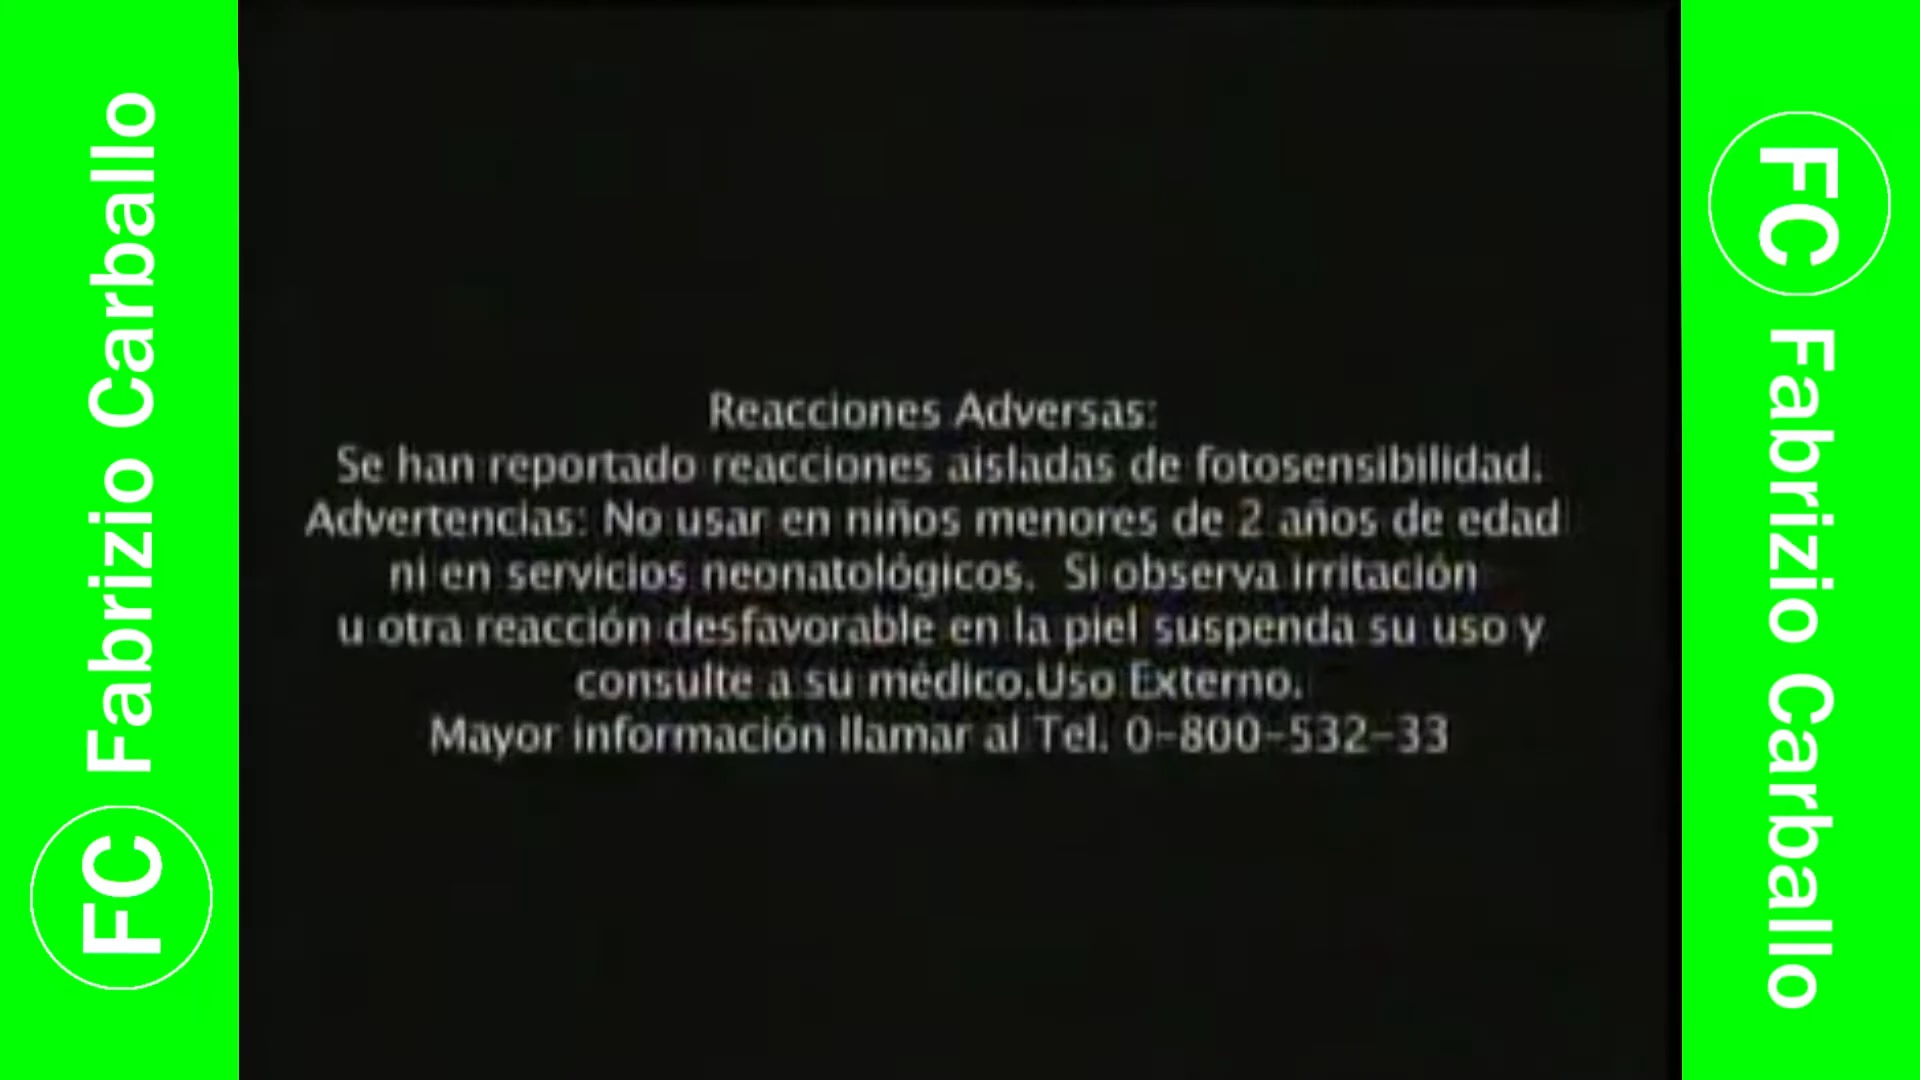 FC Fabrizio Carballo
Reacciones Adversas:
Se han reportado reacciones aisladas de fotosensibilidad.
Advertencias: No usar en niños menores de 2 años de edad
ni en servicios neonatológicos.  Si observa irritación
u otra reacción desfavorable en la piel suspenda su uso y
consulte a su médico.Uso Externo.
Mayor información llamar al Tel. 0-800-532-33
FC Fabrizio Carballo